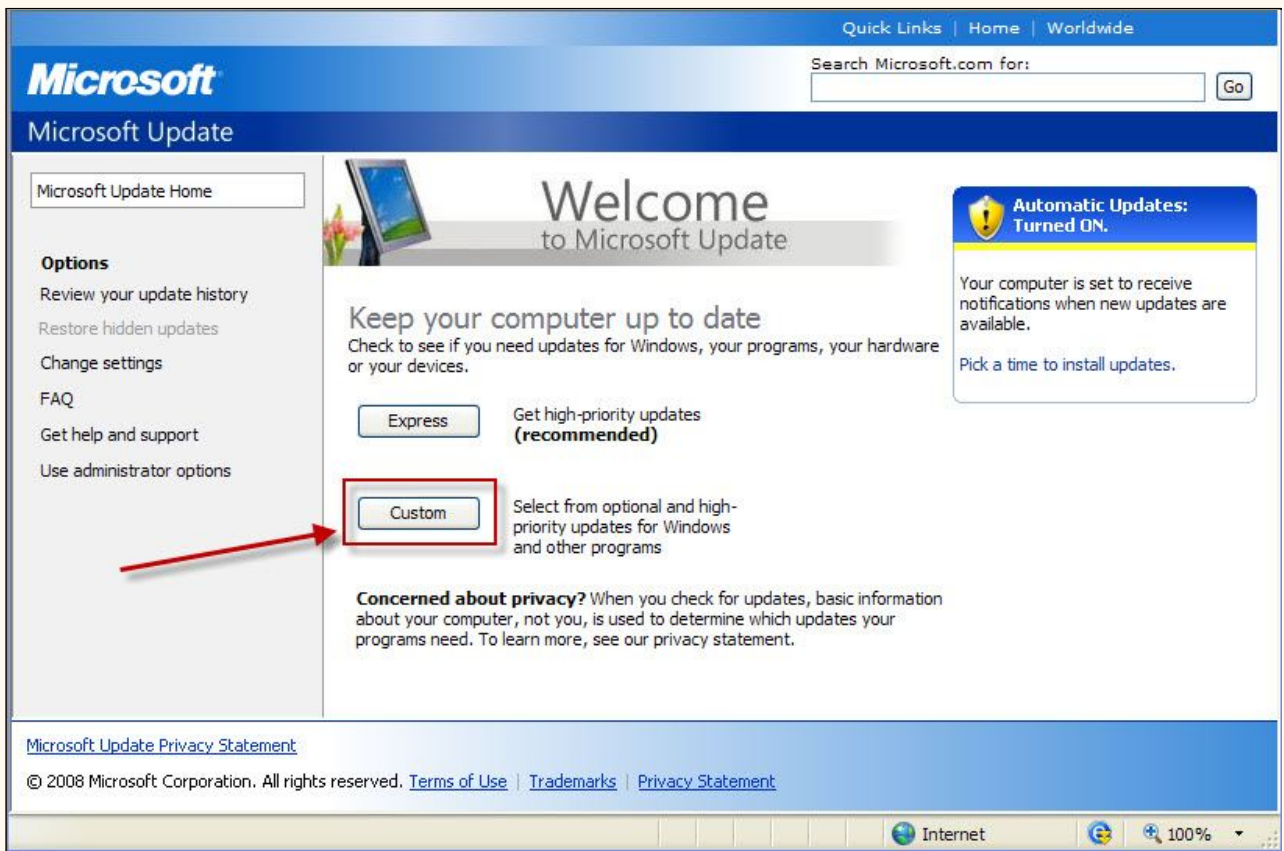 Quick Links | Home | Worldwide
Microsoft
Search Microsoft.com for:
Go
Microsoft Update
Microsoft Update Home
Welcome
to Microsoft Update
Automatic Updates:
Turned ON.
Your computer is set to receive
notifications when new updates are
available.
Pick a time to install updates.
Options
Review your update history
Restore hidden updates
Change settings
FAQ
Get help and support
Use administrator options
Keep your computer up to date
Check to see if you need updates for Windows, your programs, your hardware
or your devices.
Express
Get high-priority updates
(recommended)
Custom
Select from optional and high-
priority updates for Windows
and other programs
Concerned about privacy? When you check for updates, basic information
about your computer, not you, is used to determine which updates your
programs need. To learn more, see our privacy statement.
Microsoft Update Privacy Statement
© 2008 Microsoft Corporation. All rights reserved. Terms of Use | Trademarks | Privacy Statement
Internet
100%